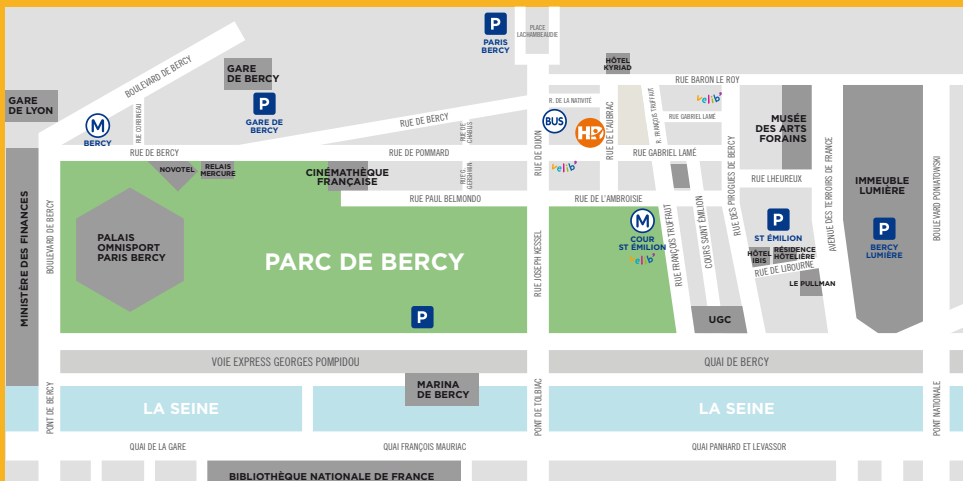 P
PARIS
BERCY
PLACE
LACHAMBEAUDIE
BOULEVARD DE BERCY
GARE
DE BERCY
HÔTEL
KYRIAD
RUE BARON LE ROY
GARE
DE LYON
M
BERCY
RUE CORBINEAU
P
GARE DE
BERCY
RUE DE BERCY
BUS
R. DE LA NATIVITÉ
RUE DE L'AUBRAC
R. FRANÇOIS TRUFFAUT
velib'
RUE GABRIEL LAMÉ
MUSÉE
DES ARTS
FORAINS
RUE DE BERCY
RUE DE POMMARD
RUE DE DIJON
RUE GABRIEL LAMÉ
velib'
NOVOTEL
RELAIS
MERCURE
CINÉMATHÈQUE
FRANÇAISE
RUE PAUL BELMONDO
RUE DE L'AMBROISIE
RUE LHEUREUX
IMMEUBLE
LUMIÈRE
MINISTÈRE DES FINANCES
BOULEVARD DE BERCY
PALAIS
OMNISPORT
PARIS BERCY
PARC DE BERCY
P
RUE JOSEPH KESSEL
M
COUR
ST ÉMILION
velib'
RUE FRANÇOIS TRUFFAUT
COURS SAINT ÉMILION
RUE DES PIROGUES DE BERCY
P
ST ÉMILION
HÔTEL
IBIS
RÉSIDENCE
HÔTELIÈRE
RUE DE LIBOURNE
LE PULLMAN
AVENUE DES TERROIRS DE FRANCE
P
BERCY
LUMIÈRE
BOULEVARD PONIATOWSKI
UGC
VOIE EXPRESS GEORGES POMPIDOU
QUAI DE BERCY
PONT DE BERCY
LA SEINE
MARINA
DE BERCY
PONT DE TOLBIAC
LA SEINE
PONT NATIONALE
QUAI DE LA GARE
QUAI FRANÇOIS MAURIAC
QUAI PANHARD ET LEVASSOR
BIBLIOTHÈQUE NATIONALE DE FRANCE